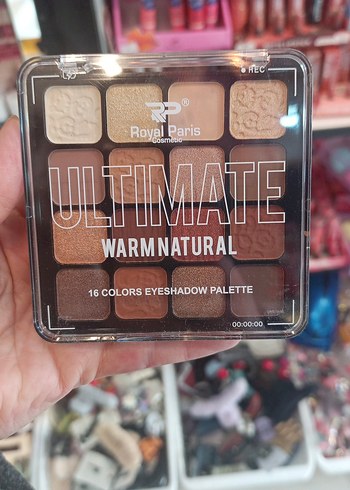 REC
RP®
Royal Paris
Cosmetic
ULTIMATE
WARM NATURAL
16 COLORS EYESHADOW PALETTE
00:00:00